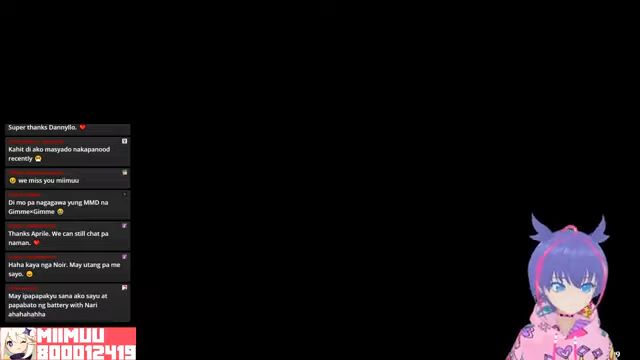 Super thanks Dannyllo.
Kahit di ako masyado nakapanood
recently
we miss you miimuu
Di mo pa nagagawa yung MMD na
Gimme×Gimme
Thanks Aprile. We can still chat pa
naman.
Haha kaya nga Noir. May utang pa me
sayo.
May ipapapakyu sana ako sayu at
papabato ng battery with Nari
ahahahahha
MIIMUU
800012419